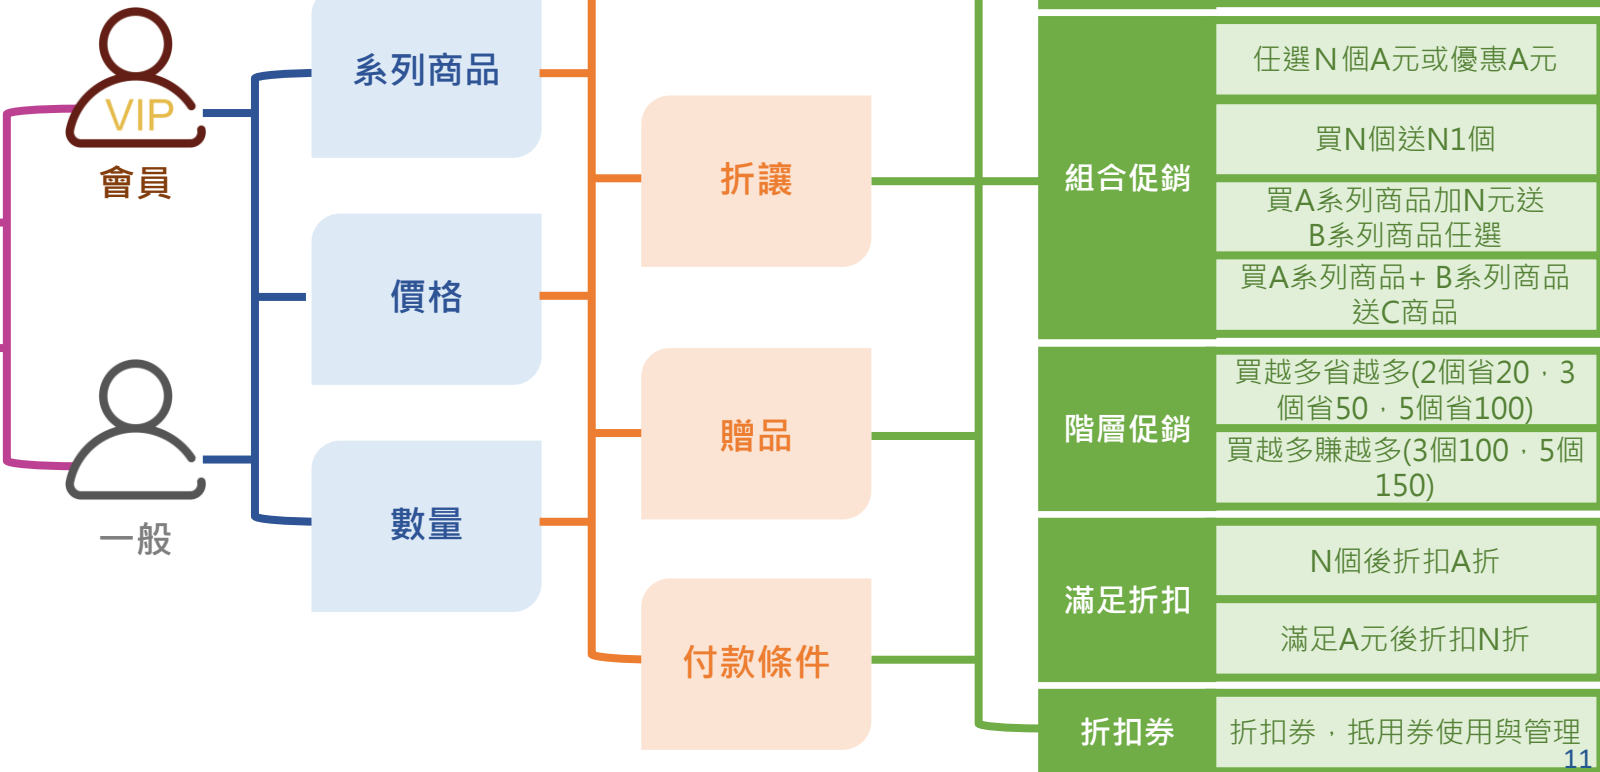 VIP
會員
一般
系列商品
價格
數量
折讓
贈品
付款條件
組合促銷
任選N個A元或優惠A元
買N個送N1個
買A系列商品加N元送
B系列商品任選
買A系列商品+ B系列商品
送C商品
階層促銷
買越多省越多(2個省20，3
個省50，5個省100)
買越多賺越多(3個100，5個
150)
滿足折扣
N個後折扣A折
滿足A元後折扣N折
折扣券
折扣券，抵用券使用與管理
11